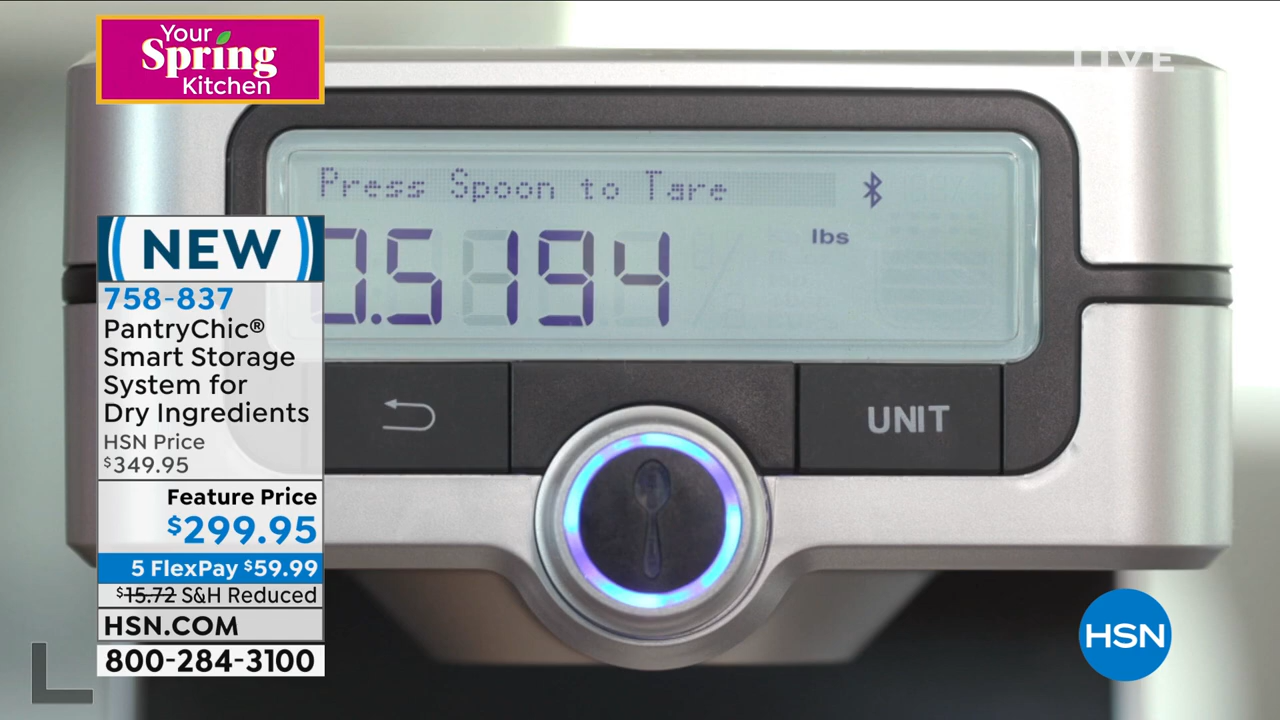 Your
Spring
Kitchen
LIVE
Press Spoon to Tare
0.5194
lbs
UNIT
NEW
758-837
PantryChic®
Smart Storage
System for
Dry Ingredients
HSN Price
$349.95
Feature Price
$299.95
5 FlexPay $59.99
$15.72 S&H Reduced
HSN.COM
800-284-3100
HSN